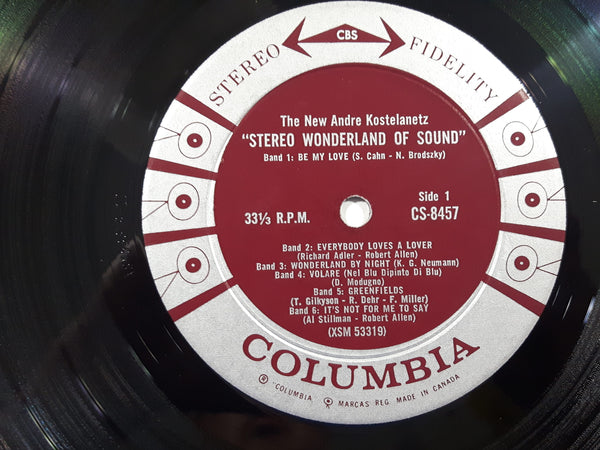 CBS
STEREO FIDELITY
The New Andre Kostelanetz
"STEREO WONDERLAND OF SOUND"
Band 1: BE MY LOVE (S. Cahn - N. Brodszky)
Side 1
33⅓ R.P.M.
CS-8457
Band 2: EVERYBODY LOVES A LOVER
(Richard Adler - Robert Allen)
Band 3: WONDERLAND BY NIGHT (K. G. Neumann)
Band 4: VOLARE (Nel Blu Dipinto Di Blu)
(D. Modugno)
Band 5: GREENFIELDS
(T. Gilkyson - R. Dehr - F. Miller)
Band 6: IT'S NOT FOR ME TO SAY
(Al Stillman - Robert Allen)
(XSM 53319)
COLUMBIA
® "COLUMBIA MARCAS REG. MADE IN CANADA